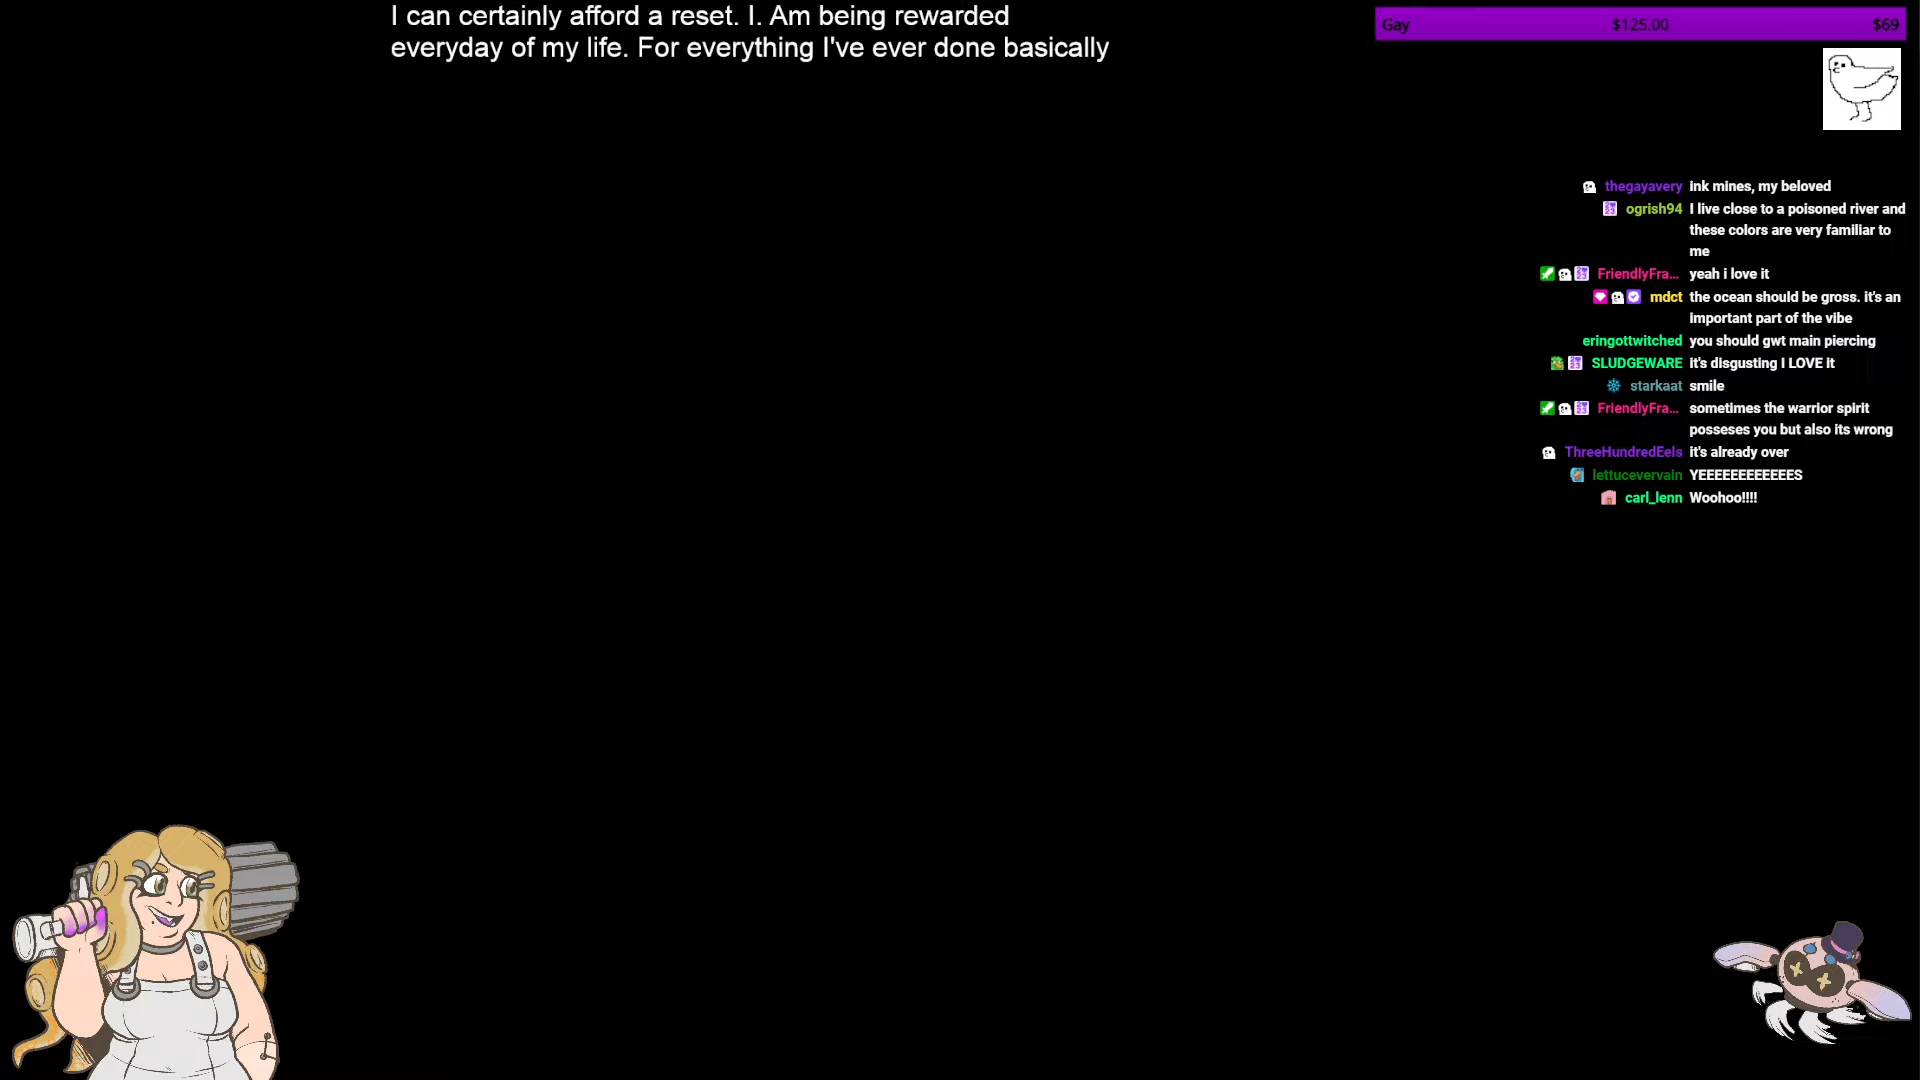 I can certainly afford a reset. I. Am being rewarded
everyday of my life. For everything I've ever done basically
Gay $125.00 $69
thegayavery ink mines, my beloved
ogrish94 I live close to a poisoned river and
these colors are very familiar to
me
FriendlyFra... yeah i love it
mdct the ocean should be gross. it's an
important part of the vibe
eringottwitched you should gwt main piercing
SLUDGEWARE it's disgusting I LOVE it
starkaat smile
FriendlyFra... sometimes the warrior spirit
posseses you but also its wrong
ThreeHundredEels it's already over
lettucevervain YEEEEEEEEEEEES
carl_lenn Woohoo!!!!